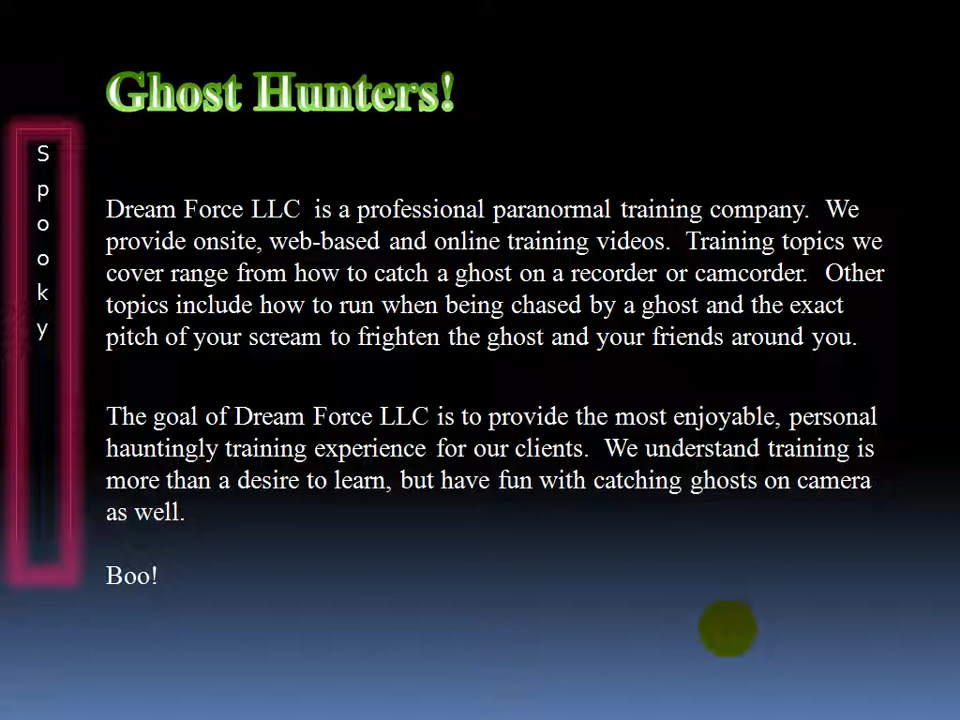 Ghost Hunters!
Spooky
Dream Force LLC is a professional paranormal training company. We
provide onsite, web-based and online training videos. Training topics we
cover range from how to catch a ghost on a recorder or camcorder. Other
topics include how to run when being chased by a ghost and the exact
pitch of your scream to frighten the ghost and your friends around you.
The goal of Dream Force LLC is to provide the most enjoyable, personal
hauntingly training experience for our clients. We understand training is
more than a desire to learn, but have fun with catching ghosts on camera
as well.
Boo!